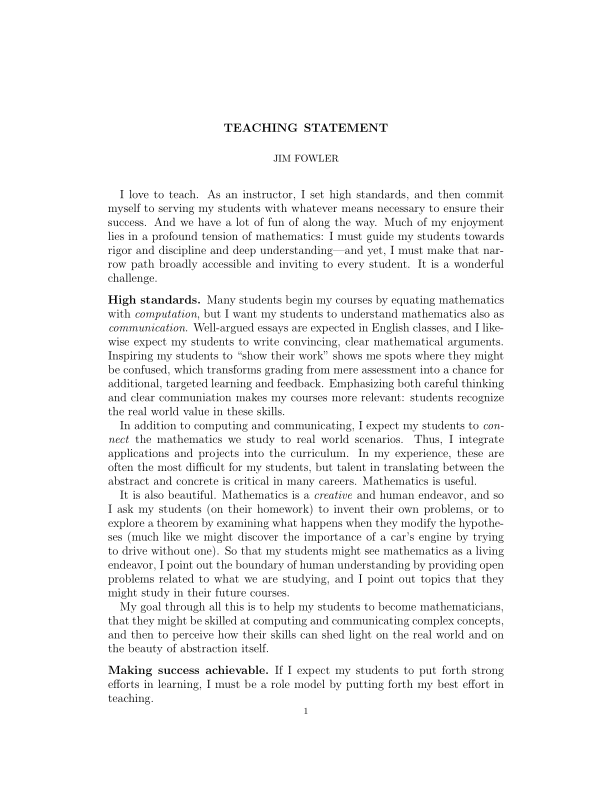 TEACHING STATEMENT
JIM FOWLER
I love to teach. As an instructor, I set high standards, and then commit
myself to serving my students with whatever means necessary to ensure their
success. And we have a lot of fun of along the way. Much of my enjoyment
lies in a profound tension of mathematics: I must guide my students towards
rigor and discipline and deep understanding—and yet, I must make that nar-
row path broadly accessible and inviting to every student. It is a wonderful
challenge.
High standards. Many students begin my courses by equating mathematics
with computation, but I want my students to understand mathematics also as
communication. Well-argued essays are expected in English classes, and I like-
wise expect my students to write convincing, clear mathematical arguments.
Inspiring my students to “show their work” shows me spots where they might
be confused, which transforms grading from mere assessment into a chance for
additional, targeted learning and feedback. Emphasizing both careful thinking
and clear communiation makes my courses more relevant: students recognize
the real world value in these skills.
In addition to computing and communicating, I expect my students to con-
nect the mathematics we study to real world scenarios. Thus, I integrate
applications and projects into the curriculum. In my experience, these are
often the most difficult for my students, but talent in translating between the
abstract and concrete is critical in many careers. Mathematics is useful.
It is also beautiful. Mathematics is a creative and human endeavor, and so
I ask my students (on their homework) to invent their own problems, or to
explore a theorem by examining what happens when they modify the hypothe-
ses (much like we might discover the importance of a car’s engine by trying
to drive without one). So that my students might see mathematics as a living
endeavor, I point out the boundary of human understanding by providing open
problems related to what we are studying, and I point out topics that they
might study in their future courses.
My goal through all this is to help my students to become mathematicians,
that they might be skilled at computing and communicating complex concepts,
and then to perceive how their skills can shed light on the real world and on
the beauty of abstraction itself.
Making success achievable. If I expect my students to put forth strong
efforts in learning, I must be a role model by putting forth my best effort in
teaching.
1